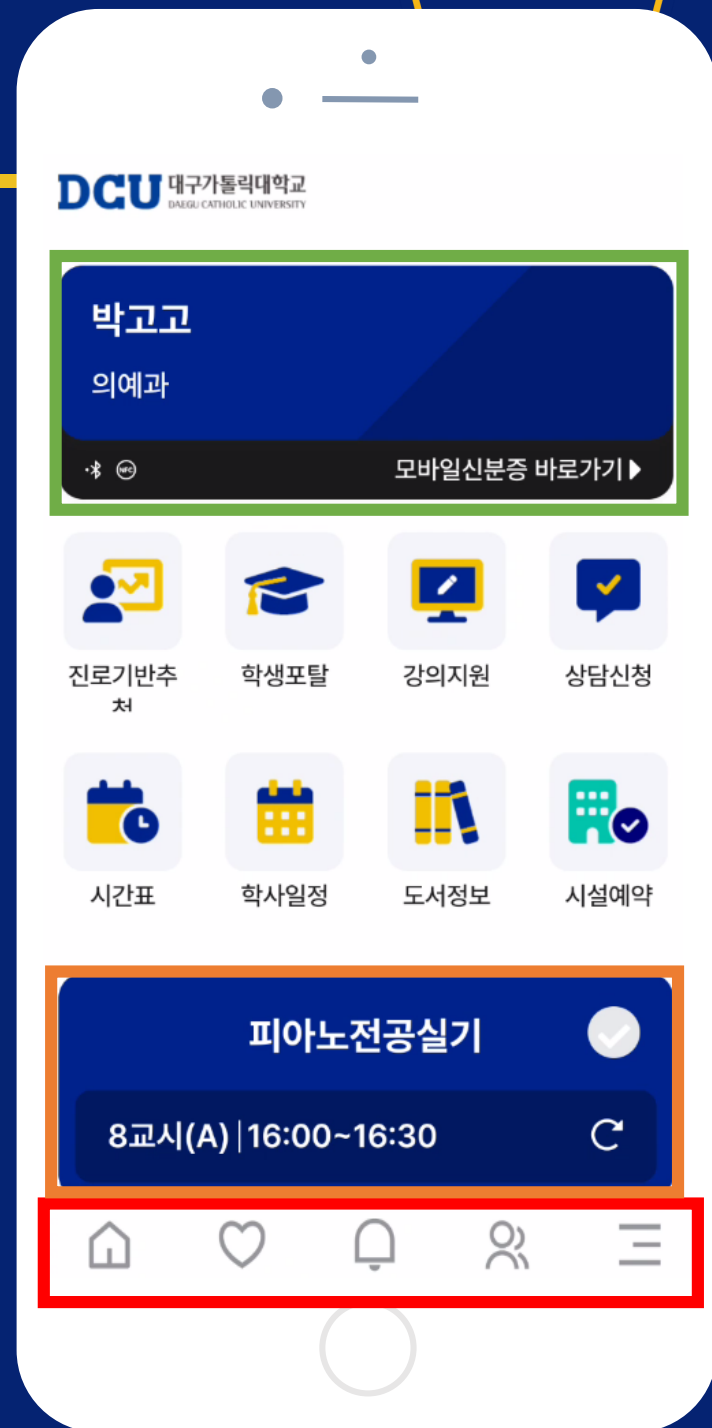 DCU 대구가톨릭대학교
DAEGU CATHOLIC UNIVERSITY
박고고
의예과
NFC 모바일신분증 바로가기
진로기반추 학생포탈 강의지원 상담신청
시간표 학사일정 도서정보 시설예약
피아노전공실기
8교시(A)|16:00~16:30